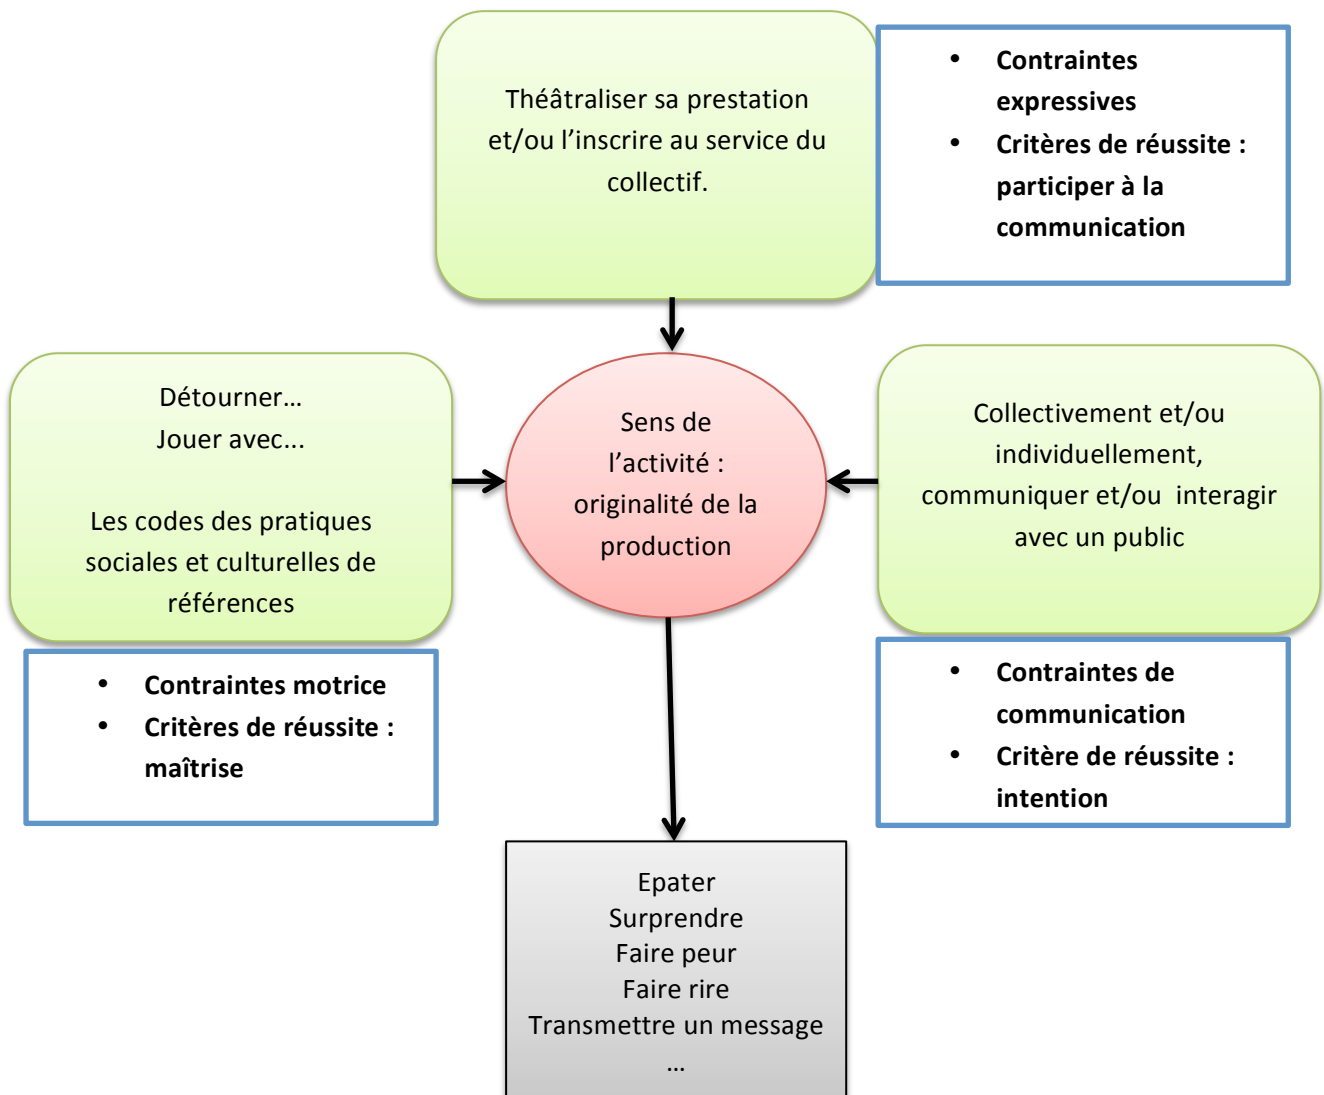 Théâtraliser sa prestation
et/ou l’inscrire au service du
collectif.
• Contraintes
expressives
• Critères de réussite :
participer à la
communication
Détourner…
Jouer avec...
Les codes des pratiques
sociales et culturelles de
références
Sens de
l’activité :
originalité de la
production
Collectivement et/ou
individuellement,
communiquer et/ou interagir
avec un public
• Contraintes motrice
• Critères de réussite :
maîtrise
• Contraintes de
communication
• Critère de réussite :
intention
Epater
Surprendre
Faire peur
Faire rire
Transmettre un message
…